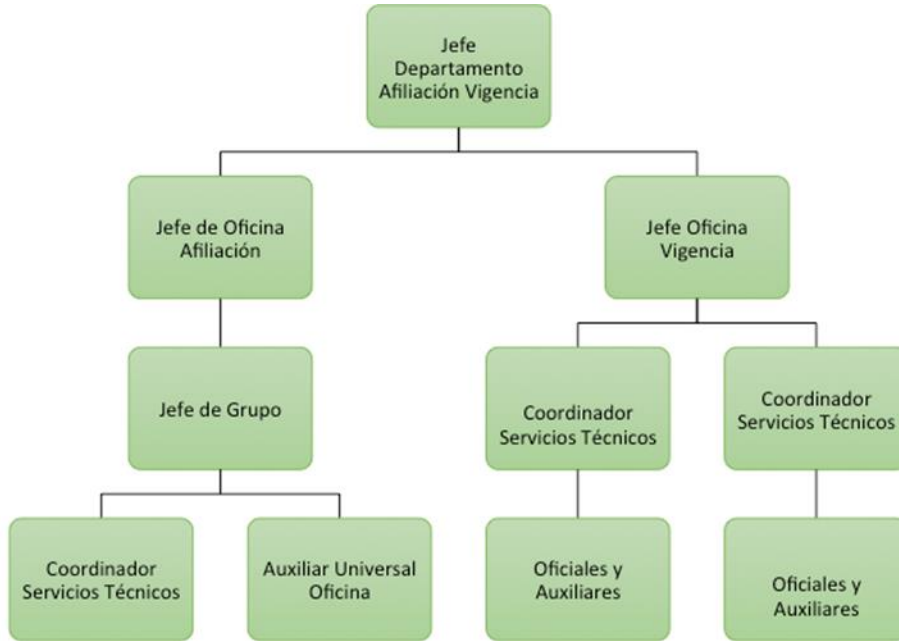 Jefe
Departamento
Afiliación Vigencia
Jefe de Oficina
Afiliación
Jefe Oficina
Vigencia
Jefe de Grupo
Coordinador
Servicios Técnicos
Coordinador
Servicios Técnicos
Coordinador
Servicios Técnicos
Auxiliar Universal
Oficina
Oficiales y
Auxiliares
Oficiales y
Auxiliares